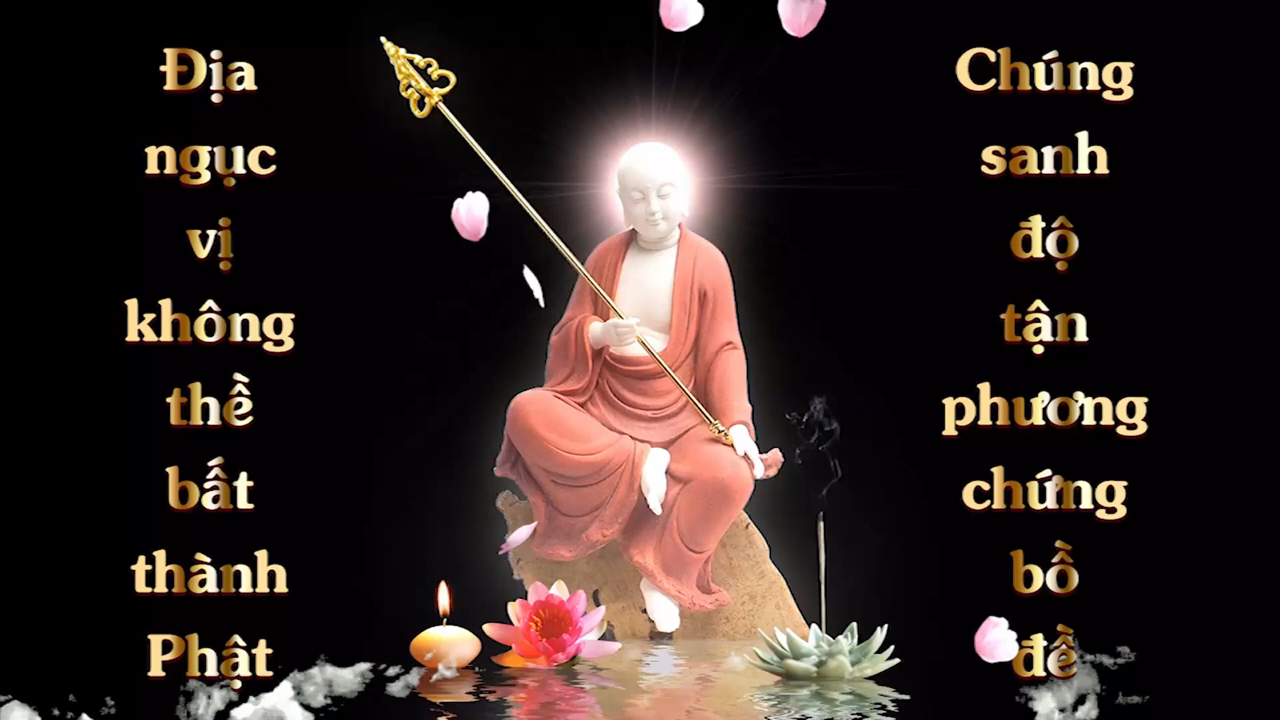 Địa
ngục
vị
không
thề
bất
thành
Phật
Chúng
sanh
độ
tận
phương
chứng
bồ
đề